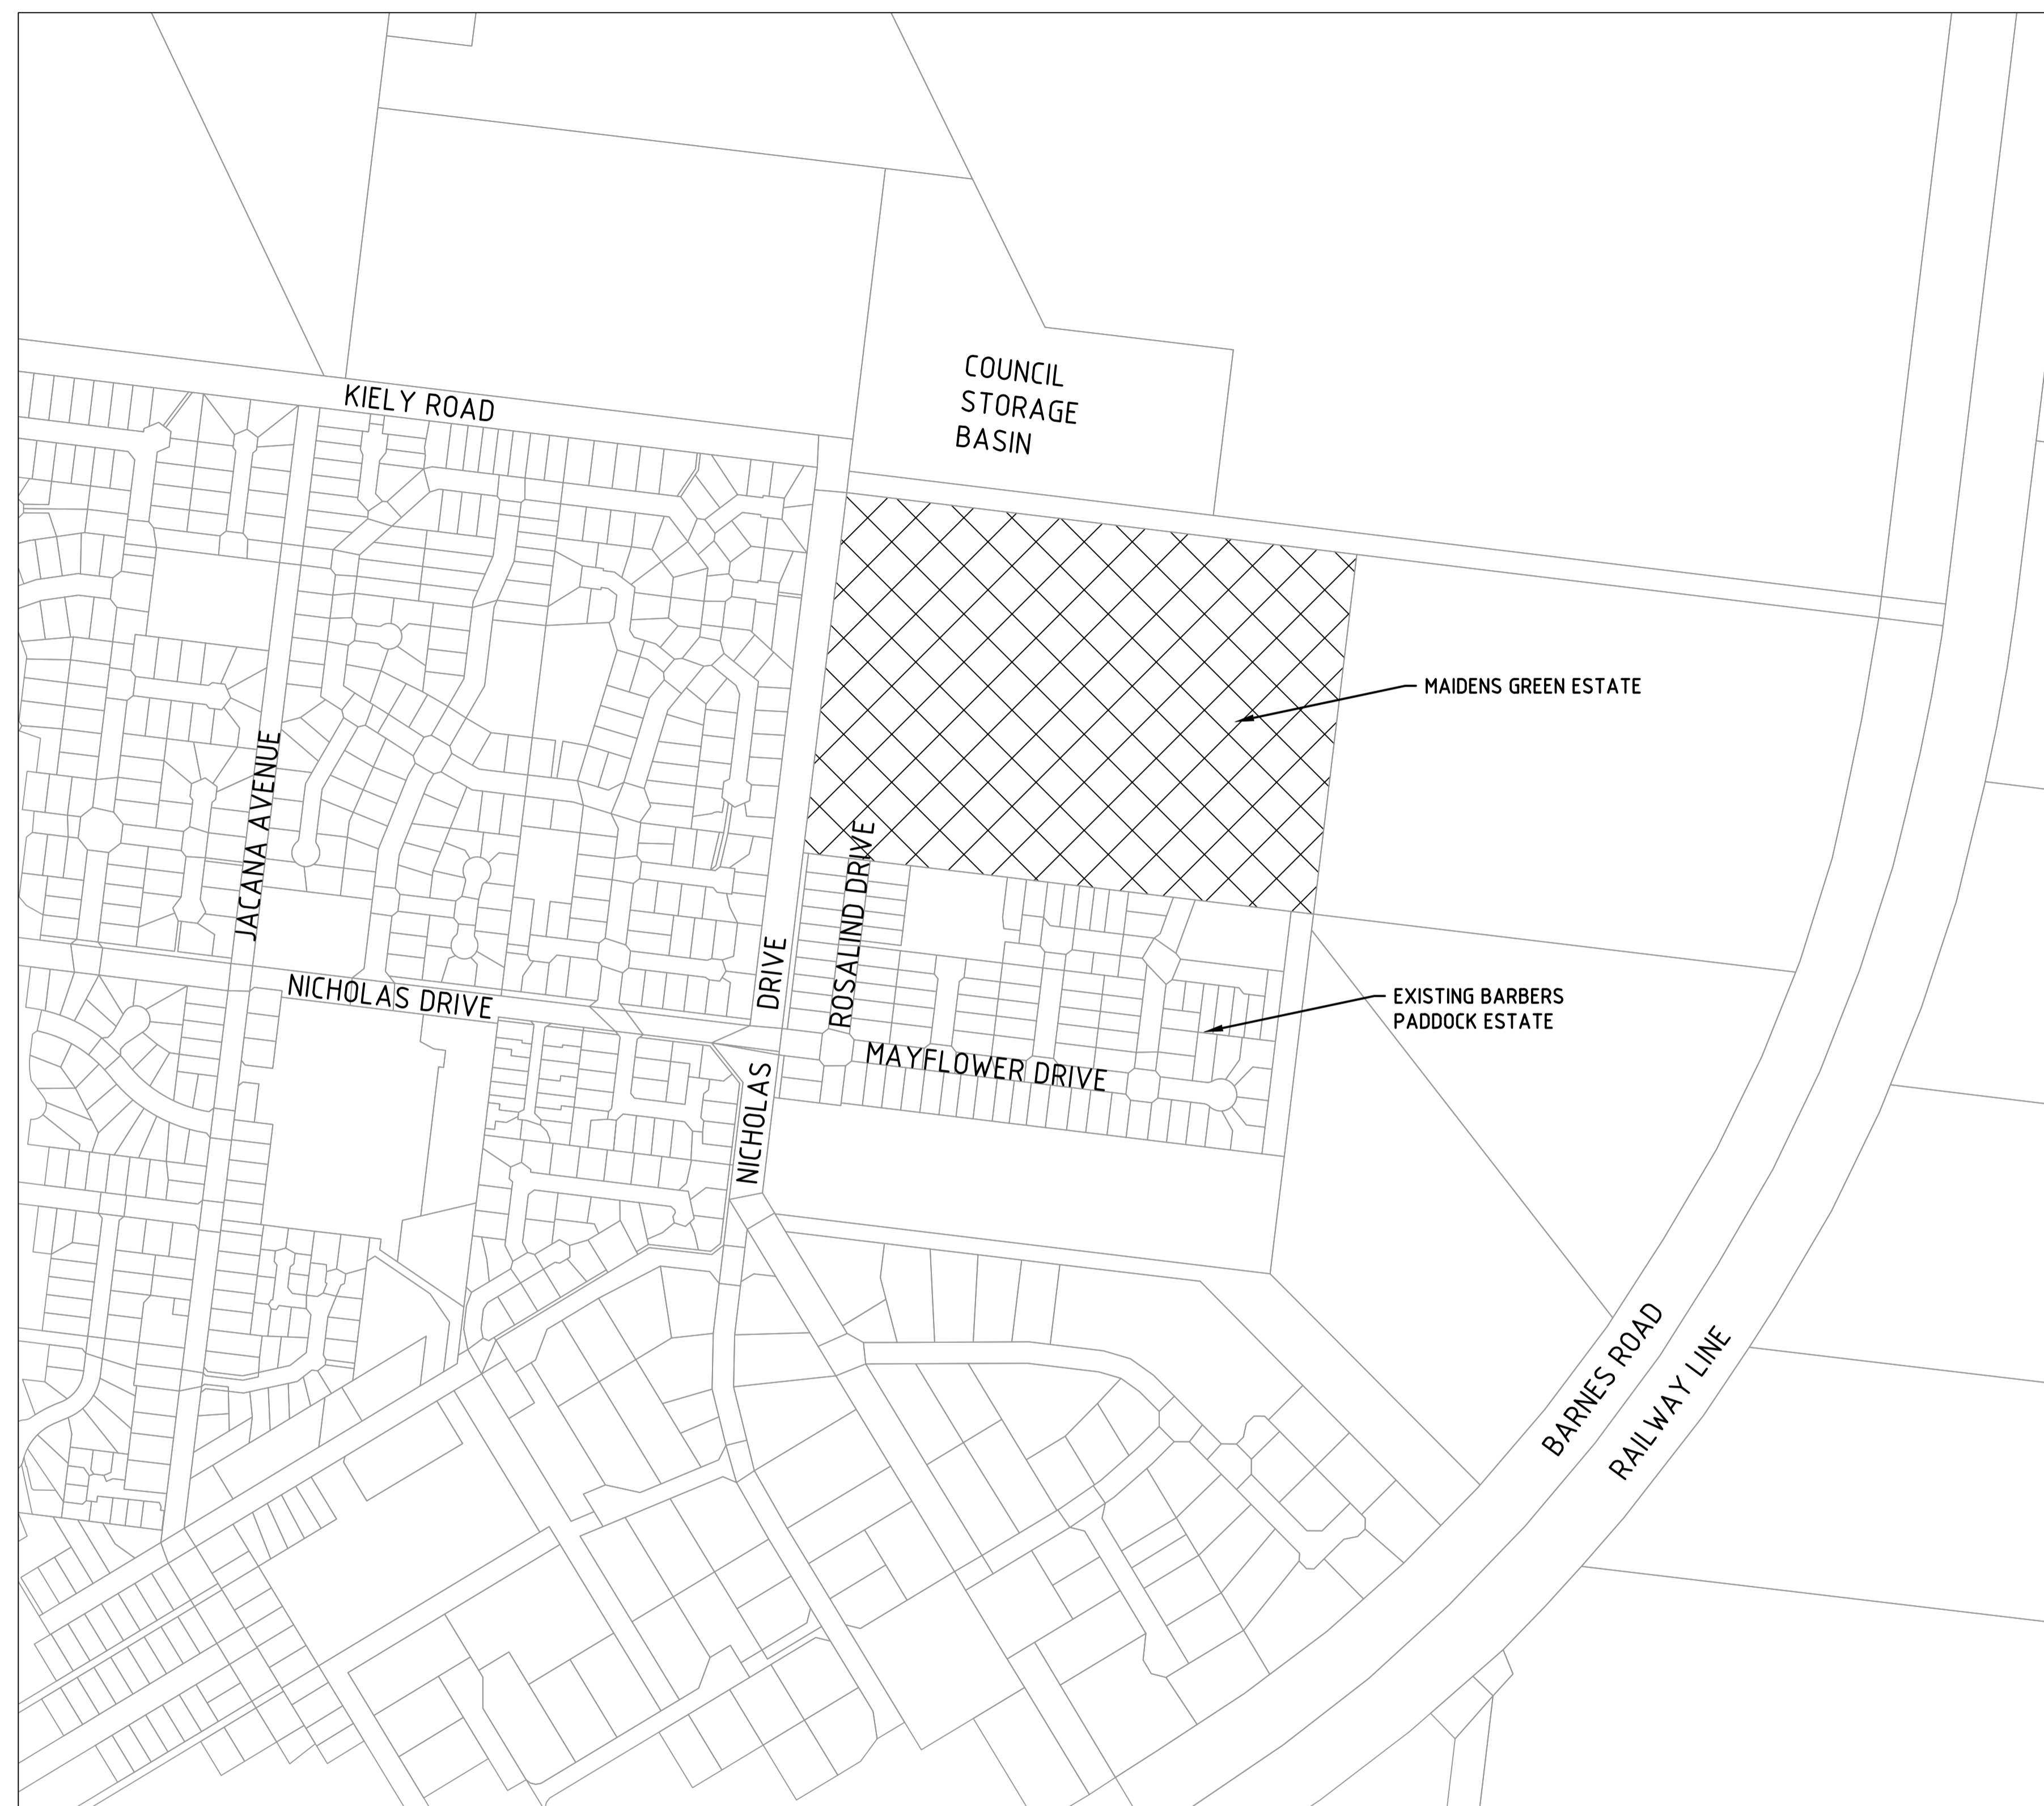 COUNCIL
STORAGE
BASIN
KIELY ROAD
MAIDENS GREEN ESTATE
JACANA AVENUE
ROSALIND DRIVE
NICHOLAS DRIVE
EXISTING BARBERS
PADDOCK ESTATE
MAYFLOWER DRIVE
NICHOLAS DRIVE
BARNES ROAD
RAILWAY LINE